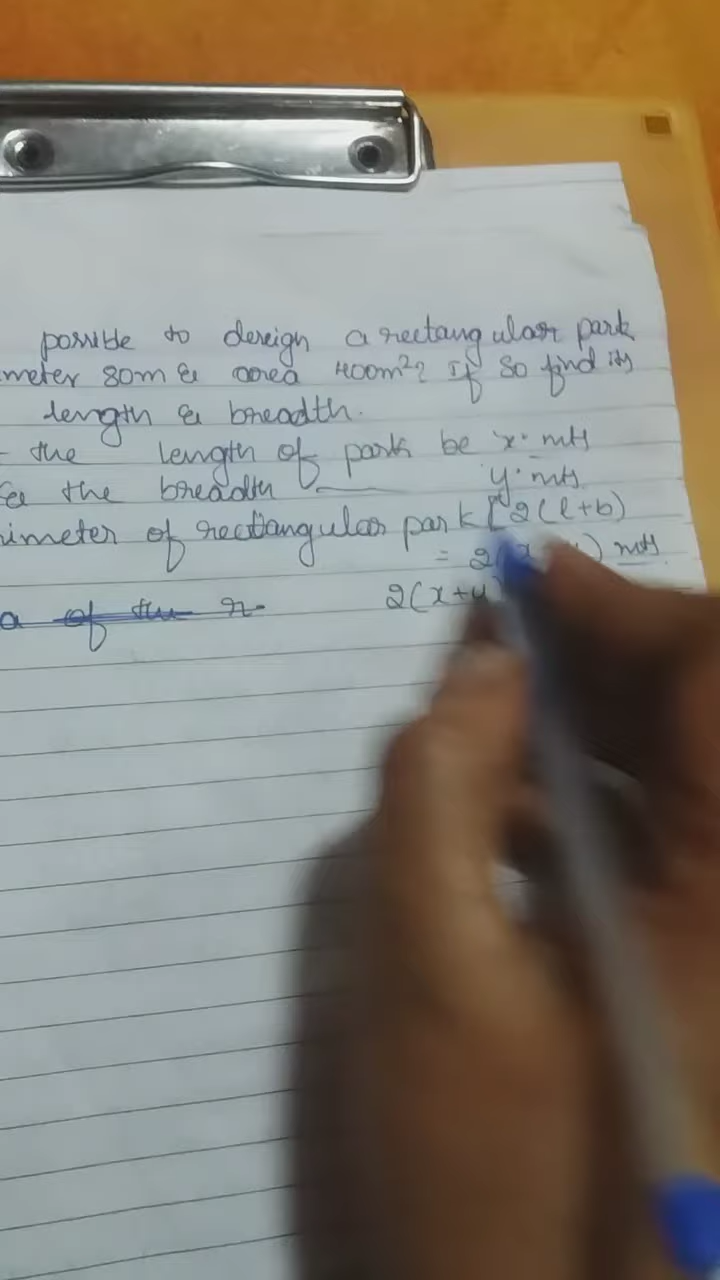 possible to dereign a rectangular park
meter 80m & area 400m²? If so find its
length & breadth.
the length of park be x mts
the breadth y mts
imeter of rectangular park [2(l+b)
= 2(x y) mts
a of the r 2(x+y